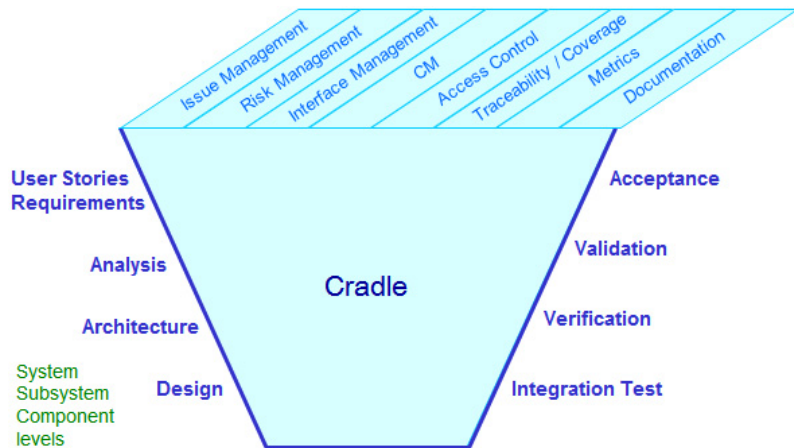 Issue Management
Risk Management
Interface Management
CM
Access Control
Traceability / Coverage
Metrics
Documentation
User Stories
Requirements
Acceptance
Analysis
Validation
Cradle
Architecture
Verification
System
Subsystem
Component
levels
Design
Integration Test